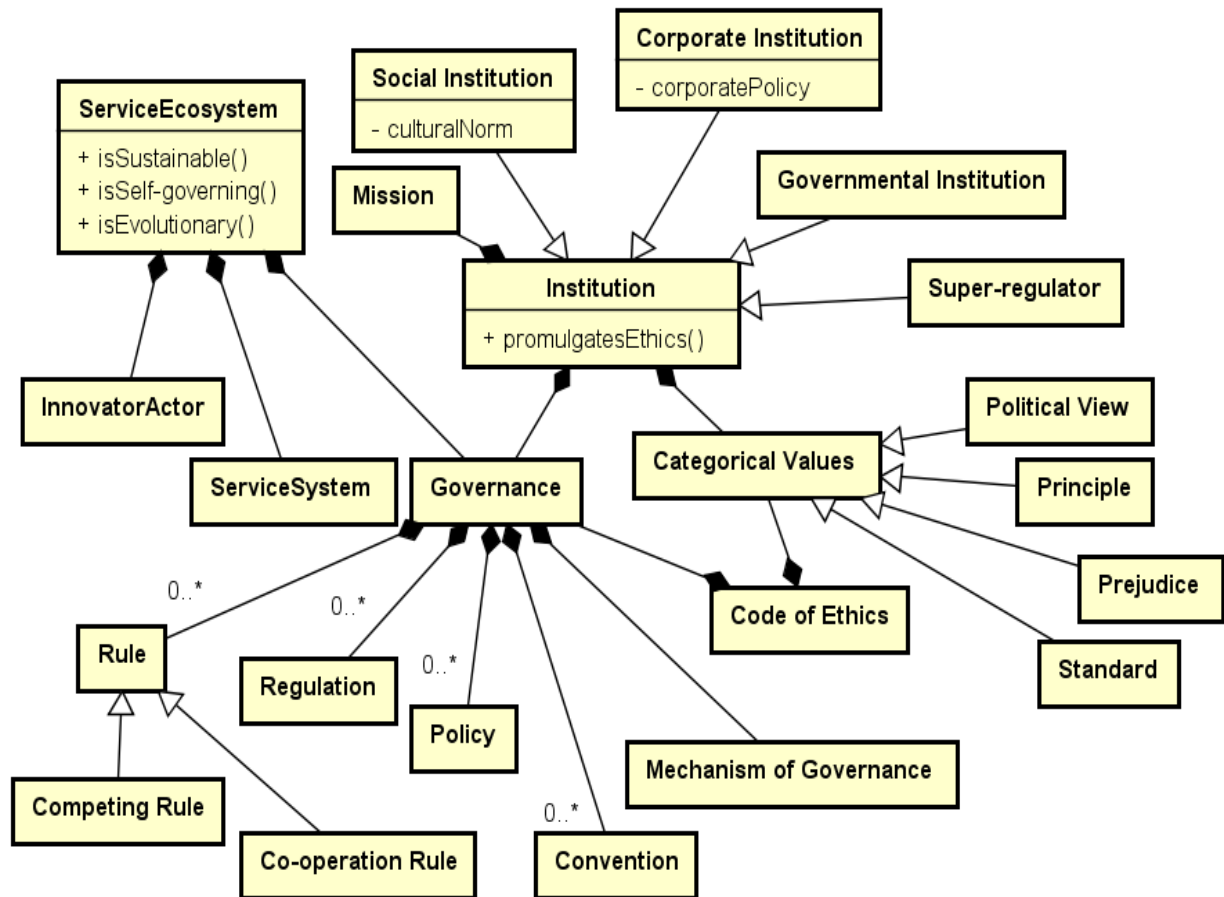 Corporate Institution
- corporatePolicy
Social Institution
- culturalNorm
ServiceEcosystem
+ isSustainable()
+ isSelf-governing()
+ isEvolutionary()
Mission
Governmental Institution
Institution
+ promulgatesEthics()
Super-regulator
InnovatorActor
Political View
Categorical Values
ServiceSystem
Governance
Principle
Prejudice
0..*
0..*
Code of Ethics
Rule
0..*
Regulation
Standard
Policy
Mechanism of Governance
Competing Rule
0..*
Co-operation Rule
Convention